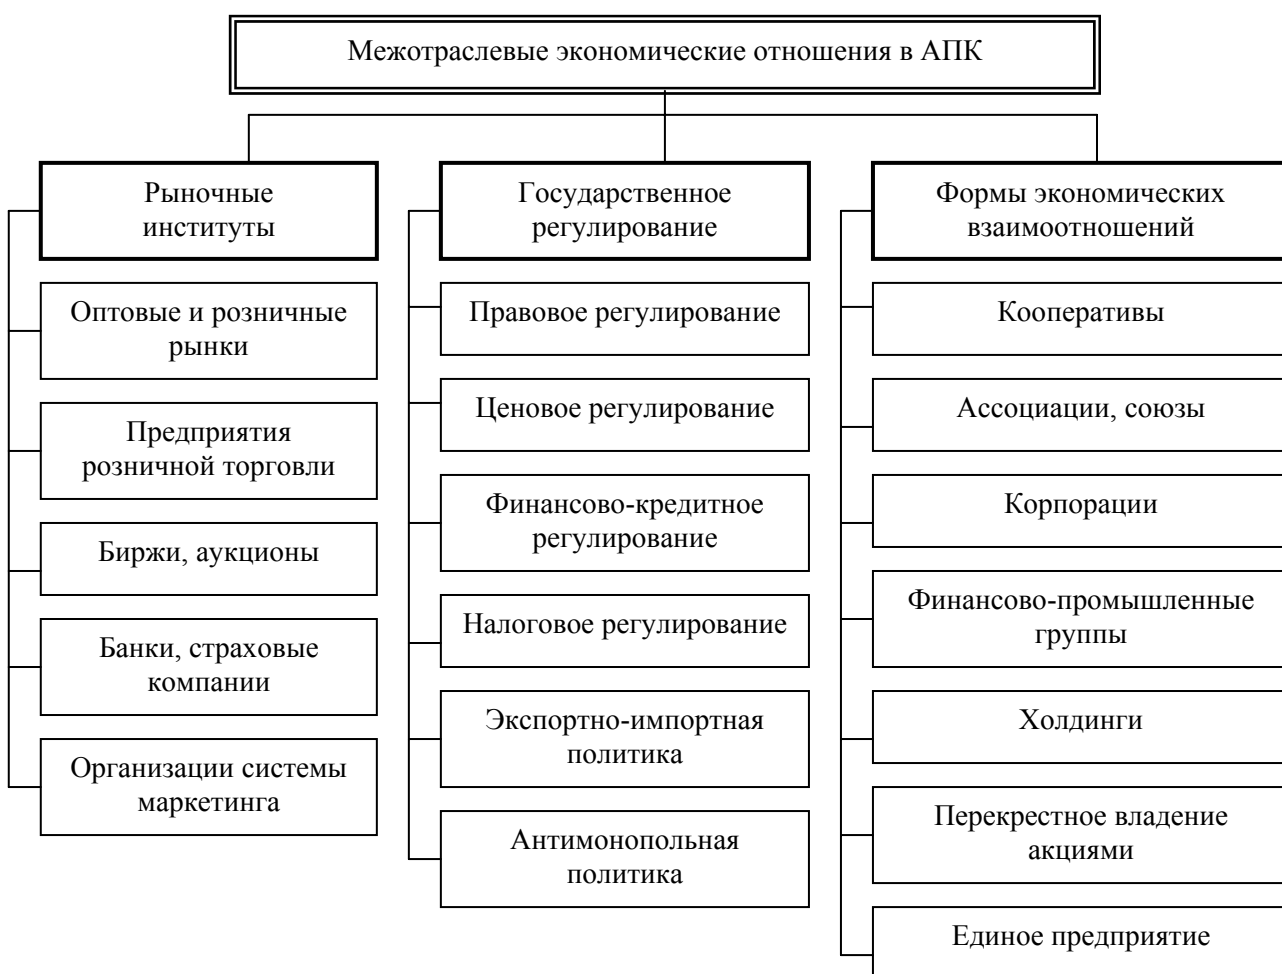 Межотраслевые экономические отношения в АПК
Рыночные
институты
Оптовые и розничные
рынки
Предприятия
розничной торговли
Биржи, аукционы
Банки, страховые
компании
Организации системы
маркетинга
Государственное
регулирование
Правовое регулирование
Ценовое регулирование
Финансово-кредитное
регулирование
Налоговое регулирование
Экспортно-импортная
политика
Антимонопольная
политика
Формы экономических
взаимоотношений
Кооперативы
Ассоциации, союзы
Корпорации
Финансово-промышленные
группы
Холдинги
Перекрестное владение
акциями
Единое предприятие